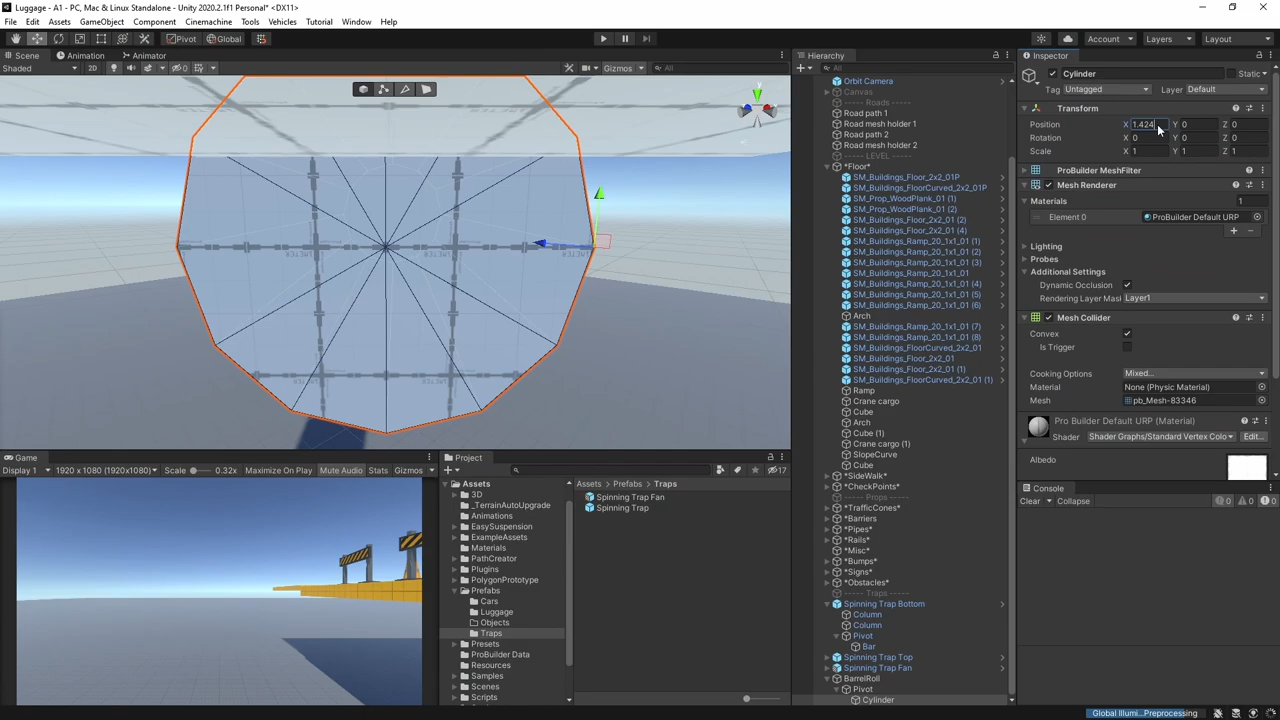 Luggage - A1 - PC, Mac & Linux Standalone - Unity 2020.2.1f1 Personal* <DX11>
File Edit Assets GameObject Component Cinemachine Tools Vehicles Tutorial Window Help
Pivot Global Account Layers Layout
Scene Animation Animator
Shaded 2D 0 Gizmos All
Hierarchy
All
Orbit Camera
Canvas
----- Roads -----
Road path 1
Road mesh holder 1
Road path 2
Road mesh holder 2
----- LEVEL -----
*Floor*
SM_Buildings_Floor_2x2_01P
SM_Buildings_FloorCurved_2x2_01P
SM_Prop_WoodPlank_01 (1)
SM_Prop_WoodPlank_01 (2)
SM_Buildings_Floor_2x2_01 (2)
SM_Buildings_Floor_2x2_01 (4)
SM_Buildings_Ramp_20_1x1_01 (1)
SM_Buildings_Ramp_20_1x1_01 (2)
SM_Buildings_Ramp_20_1x1_01 (3)
SM_Buildings_Ramp_20_1x1_01
SM_Buildings_Ramp_20_1x1_01 (4)
SM_Buildings_Ramp_20_1x1_01 (5)
SM_Buildings_Ramp_20_1x1_01 (6)
Arch
SM_Buildings_Ramp_20_1x1_01 (7)
SM_Buildings_Ramp_20_1x1_01 (8)
SM_Buildings_FloorCurved_2x2_01
SM_Buildings_Floor_2x2_01
SM_Buildings_Floor_2x2_01 (1)
SM_Buildings_FloorCurved_2x2_01 (1)
Ramp
Crane cargo
Cube
Arch
Cube (1)
Crane cargo (1)
SlopeCurve
Cube
*SideWalk*
*CheckPoints*
----- Props -----
*TrafficCones*
*Barriers
*Pipes*
*Rails*
*Misc*
*Bumps*
*Signs*
*Obstacles*
----- Traps -----
Spinning Trap Bottom
Column
Column
Pivot
Bar
Spinning Trap Top
Spinning Trap Fan
BarrelRoll
Pivot
Cylinder
Inspector
Cylinder Static
Tag Untagged Layer Default
Transform
Position X 1.424 Y 0 Z 0
Rotation X 0 Y 0 Z 0
Scale X 1 Y 1 Z 1
ProBuilder MeshFilter
Mesh Renderer
Materials 1
Element 0 ProBuilder Default URP
Lighting
Probes
Additional Settings
Dynamic Occlusion
Rendering Layer Mask Layer1
Mesh Collider
Convex
Is Trigger
Cooking Options Mixed...
Material None (Physic Material)
Mesh pb_Mesh-83346
Pro Builder Default URP (Material)
Shader Shader Graphs/Standard Vertex Colo Edit...
Albedo
Console
Clear Collapse 0 0 0
Game
Display 1 1920 x 1080 (1920x1080) Scale 0.32x Maximize On Play Mute Audio Stats Gizmos
Project
17
Assets
3D
_TerrainAutoUpgrade
Animations
EasySuspension
ExampleAssets
Materials
PathCreator
Plugins
PolygonPrototype
Prefabs
Cars
Luggage
Objects
Traps
Presets
ProBuilder Data
Resources
Samples
Scenes
Scripts
Assets > Prefabs > Traps
Spinning Trap Fan
Spinning Trap
Global Illumi...Preprocessing